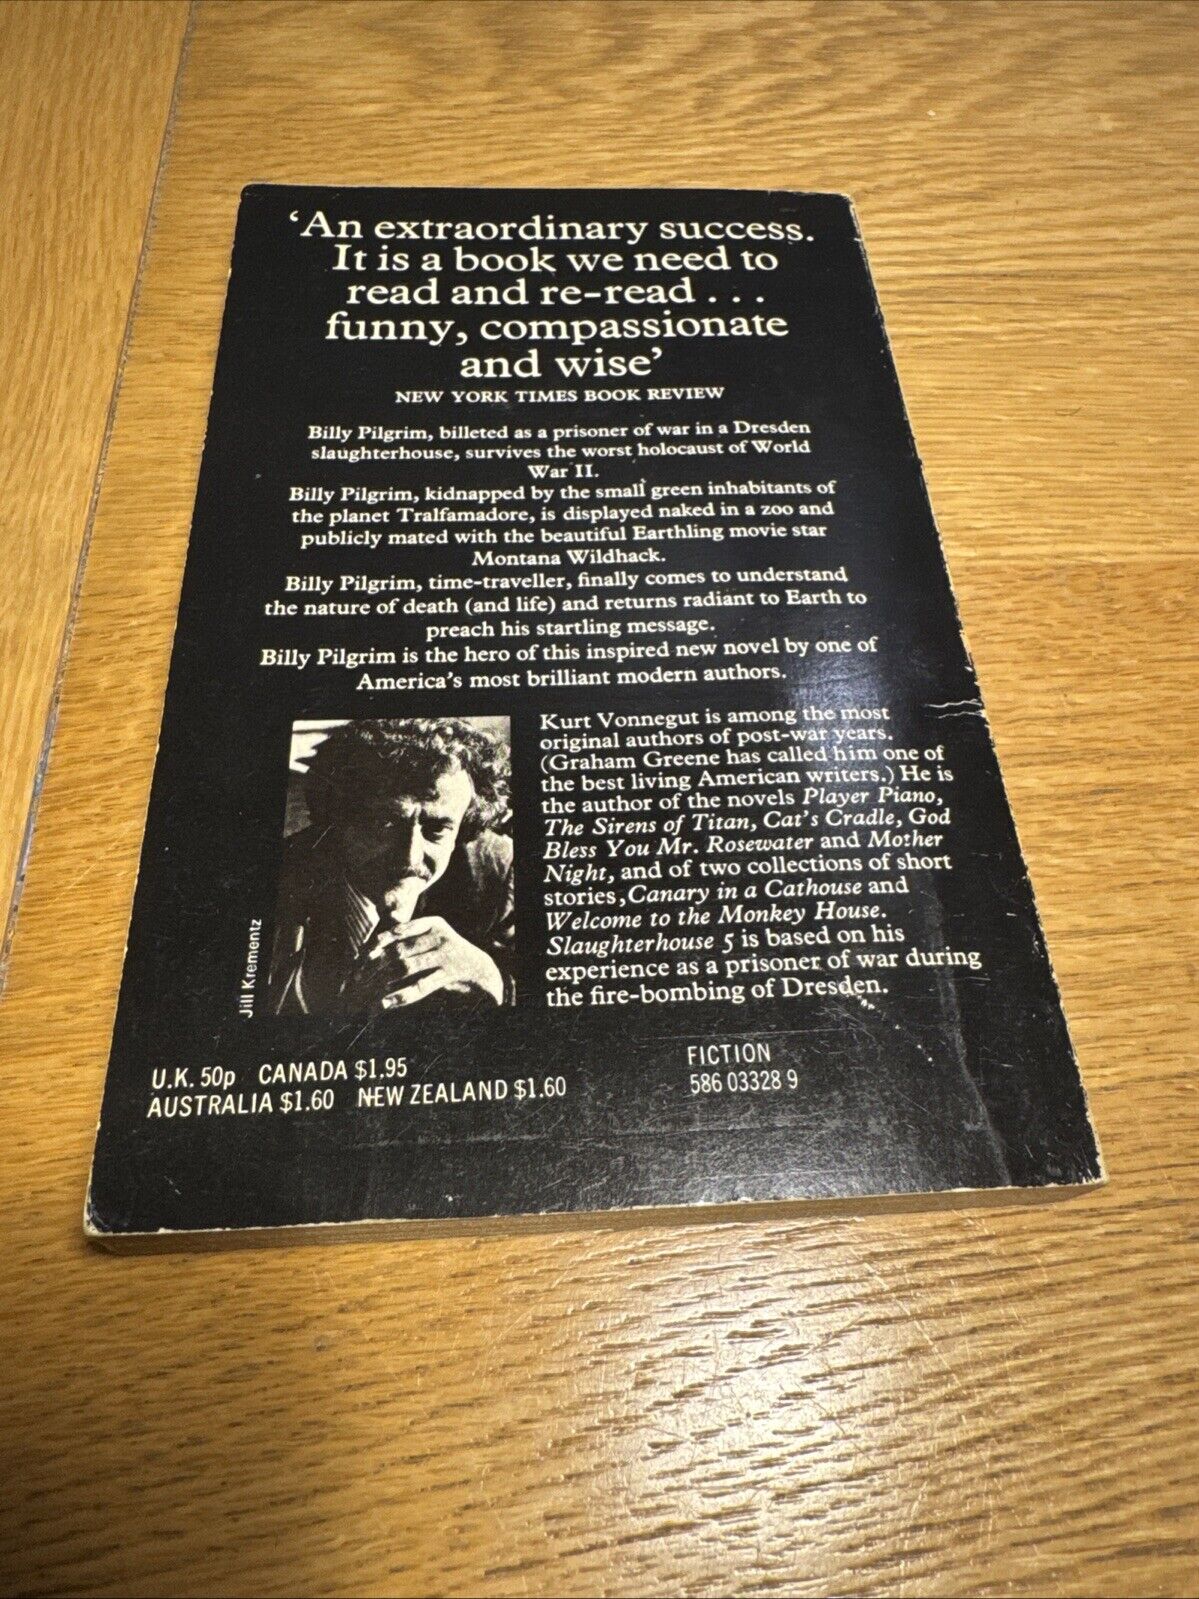 ‘An extraordinary success.
It is a book we need to
read and re-read . . .
funny, compassionate
and wise’
NEW YORK TIMES BOOK REVIEW
Billy Pilgrim, billeted as a prisoner of war in a Dresden
slaughterhouse, survives the worst holocaust of World
War II.
Billy Pilgrim, kidnapped by the small green inhabitants of
the planet Tralfamadore, is displayed naked in a zoo and
publicly mated with the beautiful Earthling movie star
Montana Wildhack.
Billy Pilgrim, time-traveller, finally comes to understand
the nature of death (and life) and returns radiant to Earth to
preach his startling message.
Billy Pilgrim is the hero of this inspired new novel by one of
America’s most brilliant modern authors.
Kurt Vonnegut is among the most
original authors of post-war years.
(Graham Greene has called him one of
the best living American writers.) He is
the author of the novels Player Piano,
The Sirens of Titan, Cat’s Cradle, God
Bless You Mr. Rosewater and Mother
Night, and of two collections of short
stories, Canary in a Cathouse and
Welcome to the Monkey House.
Slaughterhouse 5 is based on his
experience as a prisoner of war during
the fire-bombing of Dresden.
Jill Krementz
U.K. 50p CANADA $1.95
AUSTRALIA $1.60 NEW ZEALAND $1.60
FICTION
586 03328 9